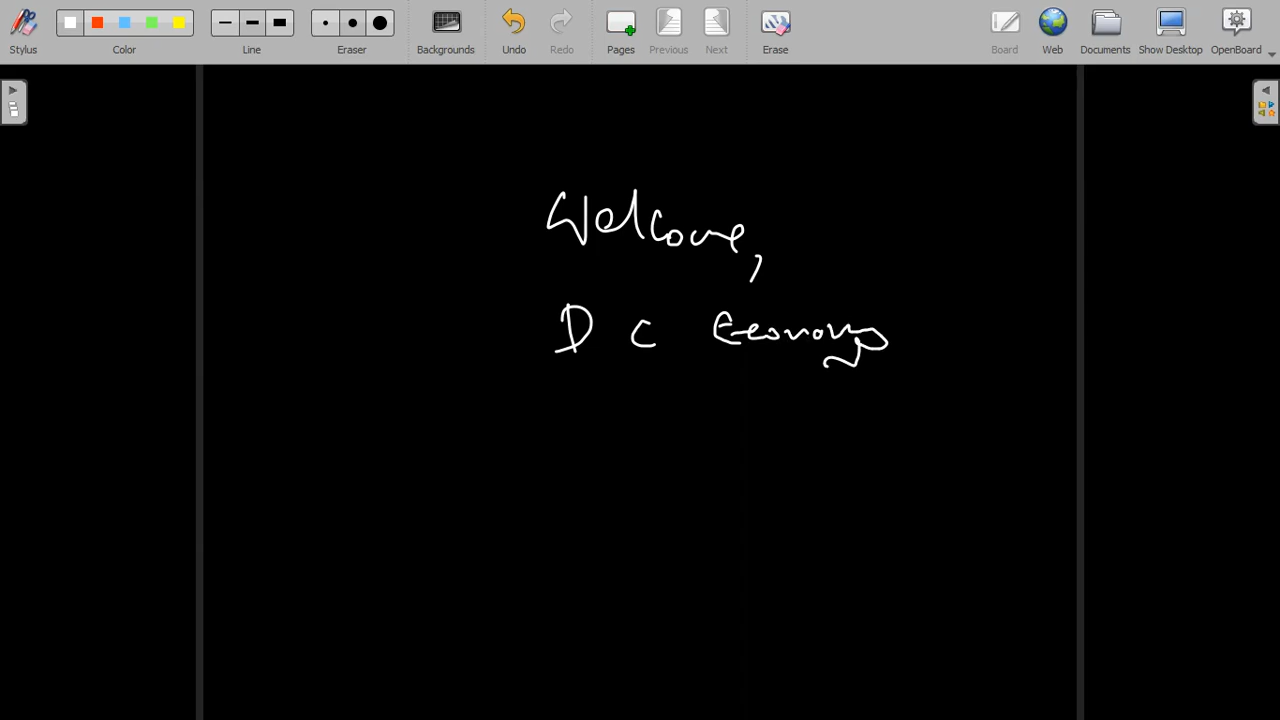 Stylus
Color
Line
Eraser
Backgrounds
Undo
Redo
Pages
Previous
Next
Erase
Board
Web
Documents
Show Desktop
OpenBoard
Welcome,
D C Economy